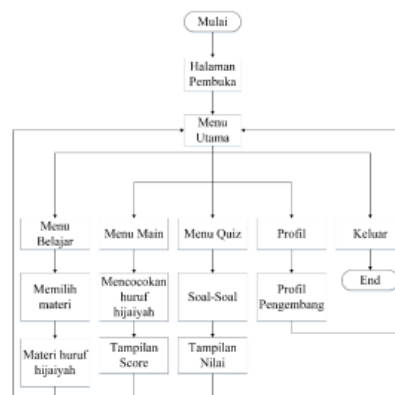 Mulai
Halaman
Pembuka
Menu
Utama
Menu
Belajar
Menu Main
Menu Quiz
Profil
Keluar
Memilih
materi
Mencocokan
huruf
hijaiyah
Soal-Soal
Profil
Pengembang
End
Materi huruf
hijaiyah
Tampilan
Score
Tampilan
Nilai